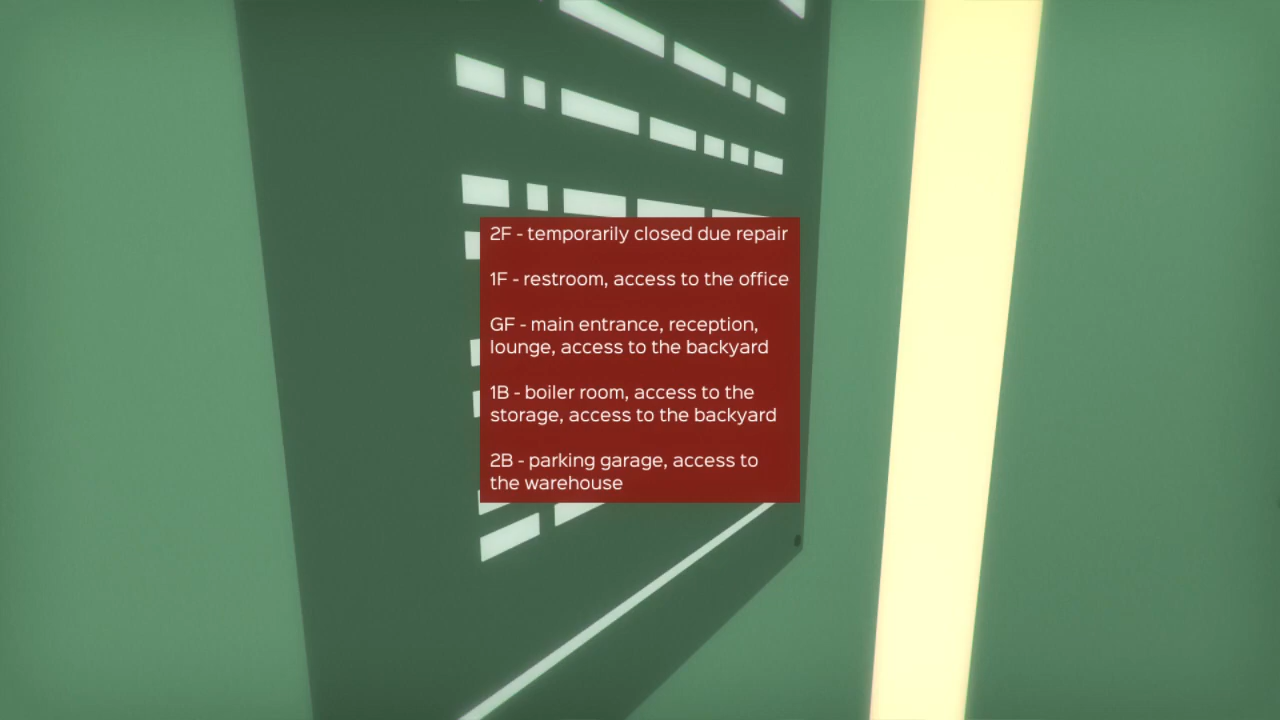 2F - temporarily closed due repair
1F - restroom, access to the office
GF - main entrance, reception,
lounge, access to the backyard
1B - boiler room, access to the
storage, access to the backyard
2B - parking garage, access to
the warehouse